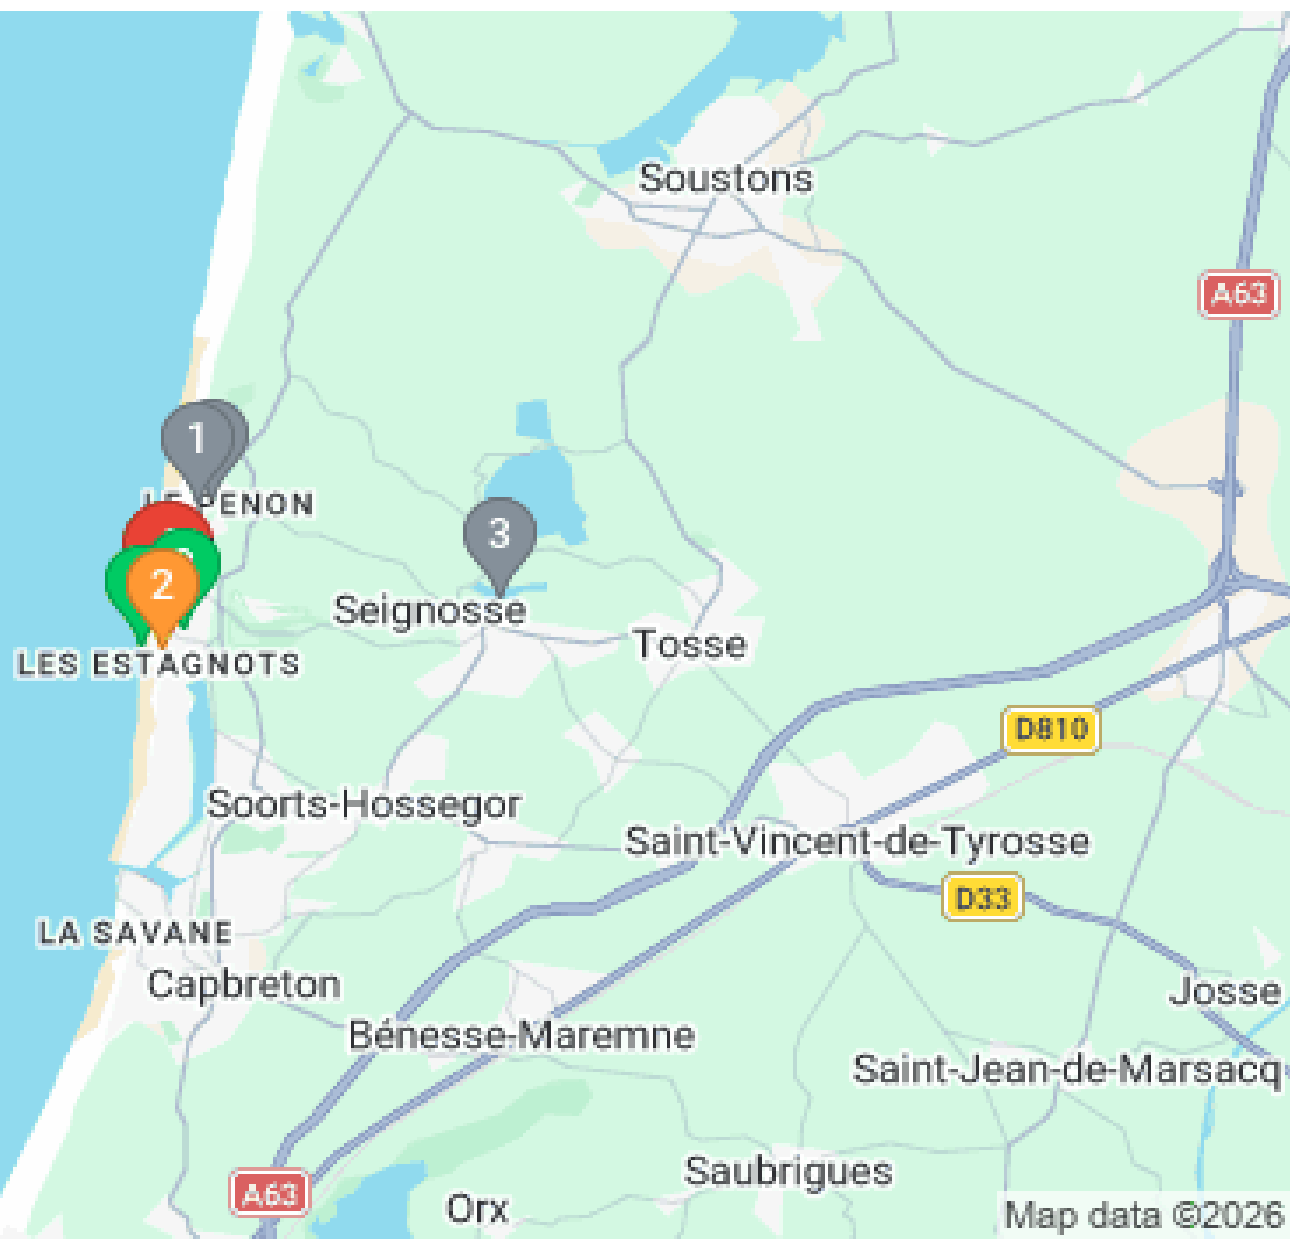 Soustons
A63
1
LE PENON
3
2
Seignosse
Tosse
LES ESTAGNOTS
D810
Soorts-Hossegor
Saint-Vincent-de-Tyrosse
D33
LA SAVANE
Capbreton
Josse
Bénesse-Maremne
Saint-Jean-de-Marsacq
Saubrigues
A63
Orx
Map data ©2026